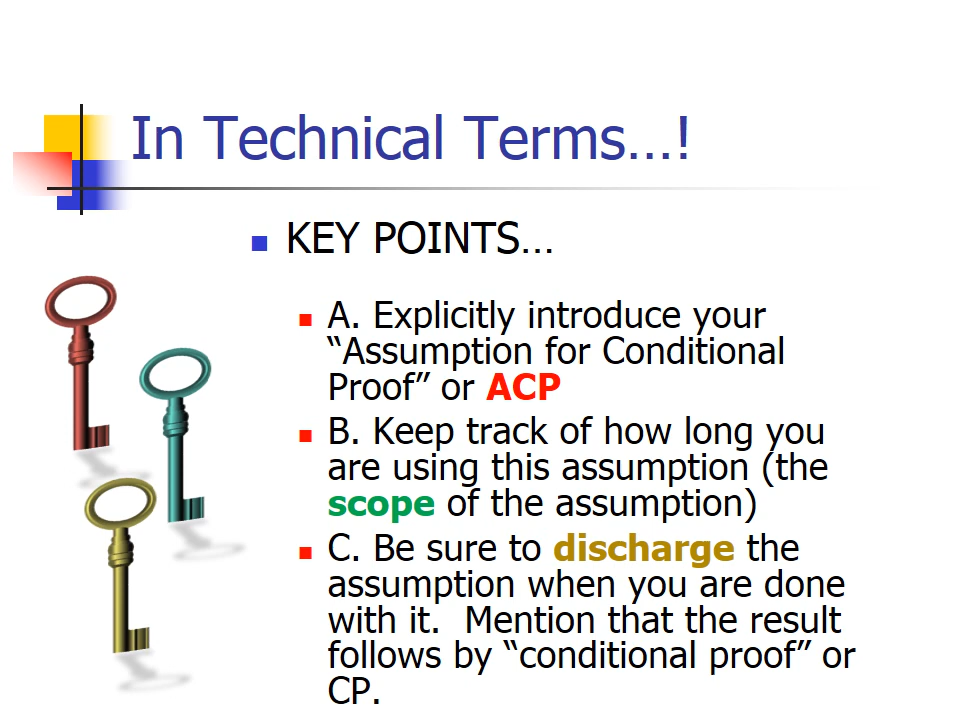 In Technical Terms…!
KEY POINTS…
A. Explicitly introduce your
“Assumption for Conditional
Proof” or ACP
B. Keep track of how long you
are using this assumption (the
scope of the assumption)
C. Be sure to discharge the
assumption when you are done
with it.  Mention that the result
follows by “conditional proof” or
CP.